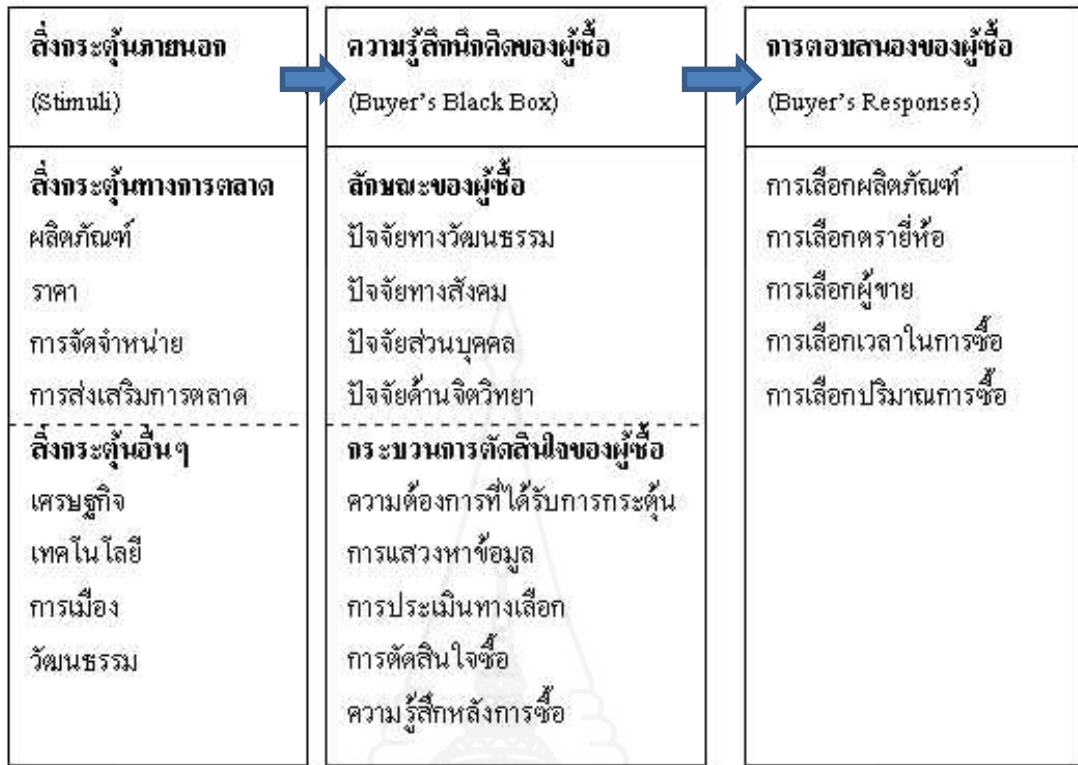 สิ่งกระตุ้นภายนอก
(Stimuli)
ความรู้สึกนึกคิดของผู้ซื้อ
(Buyer's Black Box)
การตอบสนองของผู้ซื้อ
(Buyer's Responses)
สิ่งกระตุ้นทางการตลาด
ผลิตภัณฑ์
ราคา
การจัดจำหน่าย
การส่งเสริมการตลาด
สิ่งกระตุ้นอื่นๆ
เศรษฐกิจ
เทคโนโลยี
การเมือง
วัฒนธรรม
ลักษณะของผู้ซื้อ
ปัจจัยทางวัฒนธรรม
ปัจจัยทางสังคม
ปัจจัยส่วนบุคคล
ปัจจัยด้านจิตวิทยา
กระบวนการตัดสินใจของผู้ซื้อ
ความต้องการที่ได้รับการกระตุ้น
การแสวงหาข้อมูล
การประเมินทางเลือก
การตัดสินใจซื้อ
ความรู้สึกหลังการซื้อ
การเลือกผลิตภัณฑ์
การเลือกตรายี่ห้อ
การเลือกผู้ขาย
การเลือกเวลาในการซื้อ
การเลือกปริมาณการซื้อ